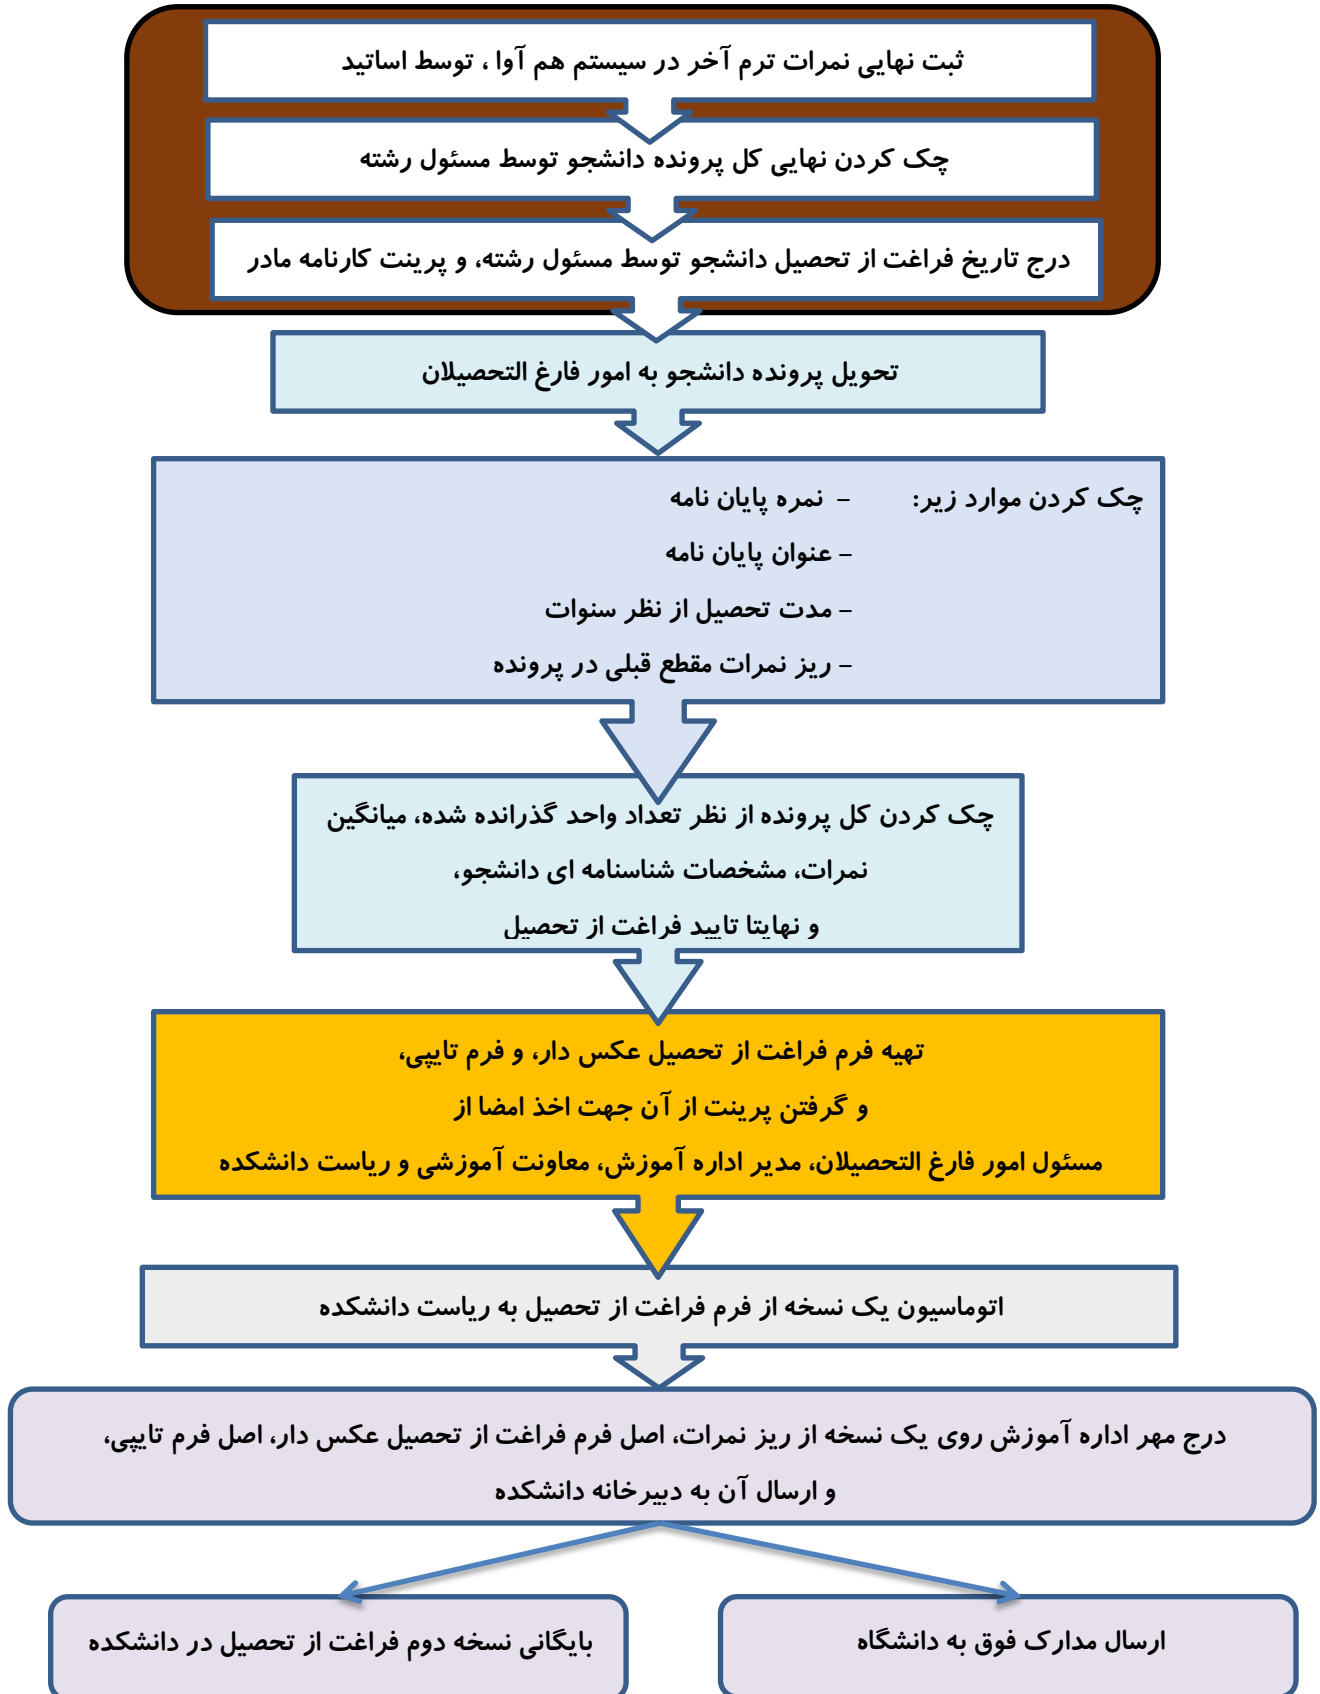 ثبت نهایی نمرات ترم آخر در سیستم هم آوا ، توسط اساتید
چک کردن نهایی کل پرونده دانشجو توسط مسئول رشته
درج تاریخ فراغت از تحصیل دانشجو توسط مسئول رشته، و پرینت کارنامه مادر
تحویل پرونده دانشجو به امور فارغ التحصیلان
چک کردن موارد زیر: – نمره پایان نامه
– عنوان پایان نامه
– مدت تحصیل از نظر سنوات
– ریز نمرات مقطع قبلی در پرونده
چک کردن کل پرونده از نظر تعداد واحد گذرانده شده، میانگین
نمرات، مشخصات شناسنامه ای دانشجو،
و نهایتا تایید فراغت از تحصیل
تهیه فرم فراغت از تحصیل عکس دار، و فرم تایپی،
و گرفتن پرینت از آن جهت اخذ امضا از
مسئول امور فارغ التحصیلان، مدیر اداره آموزش، معاونت آموزشی و ریاست دانشکده
اتوماسیون یک نسخه از فرم فراغت از تحصیل به ریاست دانشکده
درج مهر اداره آموزش روی یک نسخه از ریز نمرات، اصل فرم فراغت از تحصیل عکس دار، اصل فرم تایپی،
و ارسال آن به دبیرخانه دانشکده
ارسال مدارک فوق به دانشگاه
بایگانی نسخه دوم فراغت از تحصیل در دانشکده